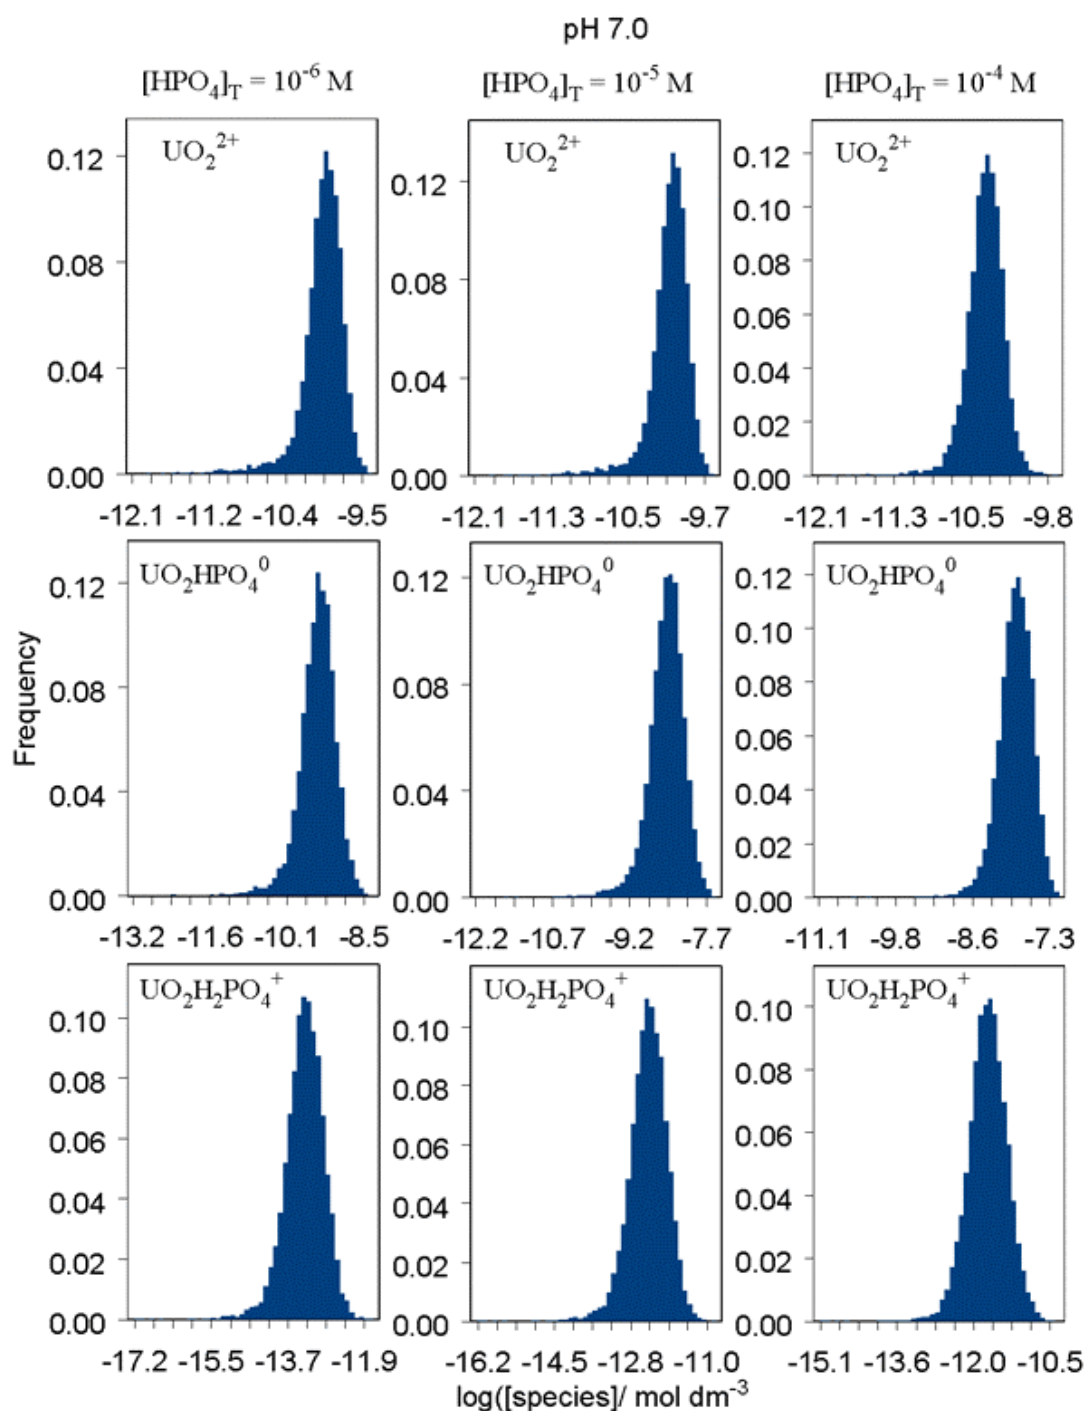 pH 7.0
[HPO₄]T = 10⁻⁶ M
[HPO₄]T = 10⁻⁵ M
[HPO₄]T = 10⁻⁴ M
UO₂²⁺
0.12
0.08
0.04
0.00
-12.1 -11.2 -10.4 -9.5
UO₂²⁺
0.12
0.08
0.04
0.00
-12.1 -11.3 -10.5 -9.7
UO₂²⁺
0.12
0.10
0.08
0.06
0.04
0.02
0.00
-12.1 -11.3 -10.5 -9.8
Frequency
UO₂HPO₄⁰
0.12
0.08
0.04
0.00
-13.2 -11.6 -10.1 -8.5
UO₂HPO₄⁰
0.12
0.08
0.04
0.00
-12.2 -10.7 -9.2 -7.7
UO₂HPO₄⁰
0.12
0.10
0.08
0.06
0.04
0.02
0.00
-11.1 -9.8 -8.6 -7.3
UO₂H₂PO₄⁺
0.10
0.08
0.06
0.04
0.02
0.00
-17.2 -15.5 -13.7 -11.9
UO₂H₂PO₄⁺
0.10
0.08
0.06
0.04
0.02
0.00
-16.2 -14.5 -12.8 -11.0
UO₂H₂PO₄⁺
0.10
0.08
0.06
0.04
0.02
0.00
-15.1 -13.6 -12.0 -10.5
log([species]/ mol dm⁻³